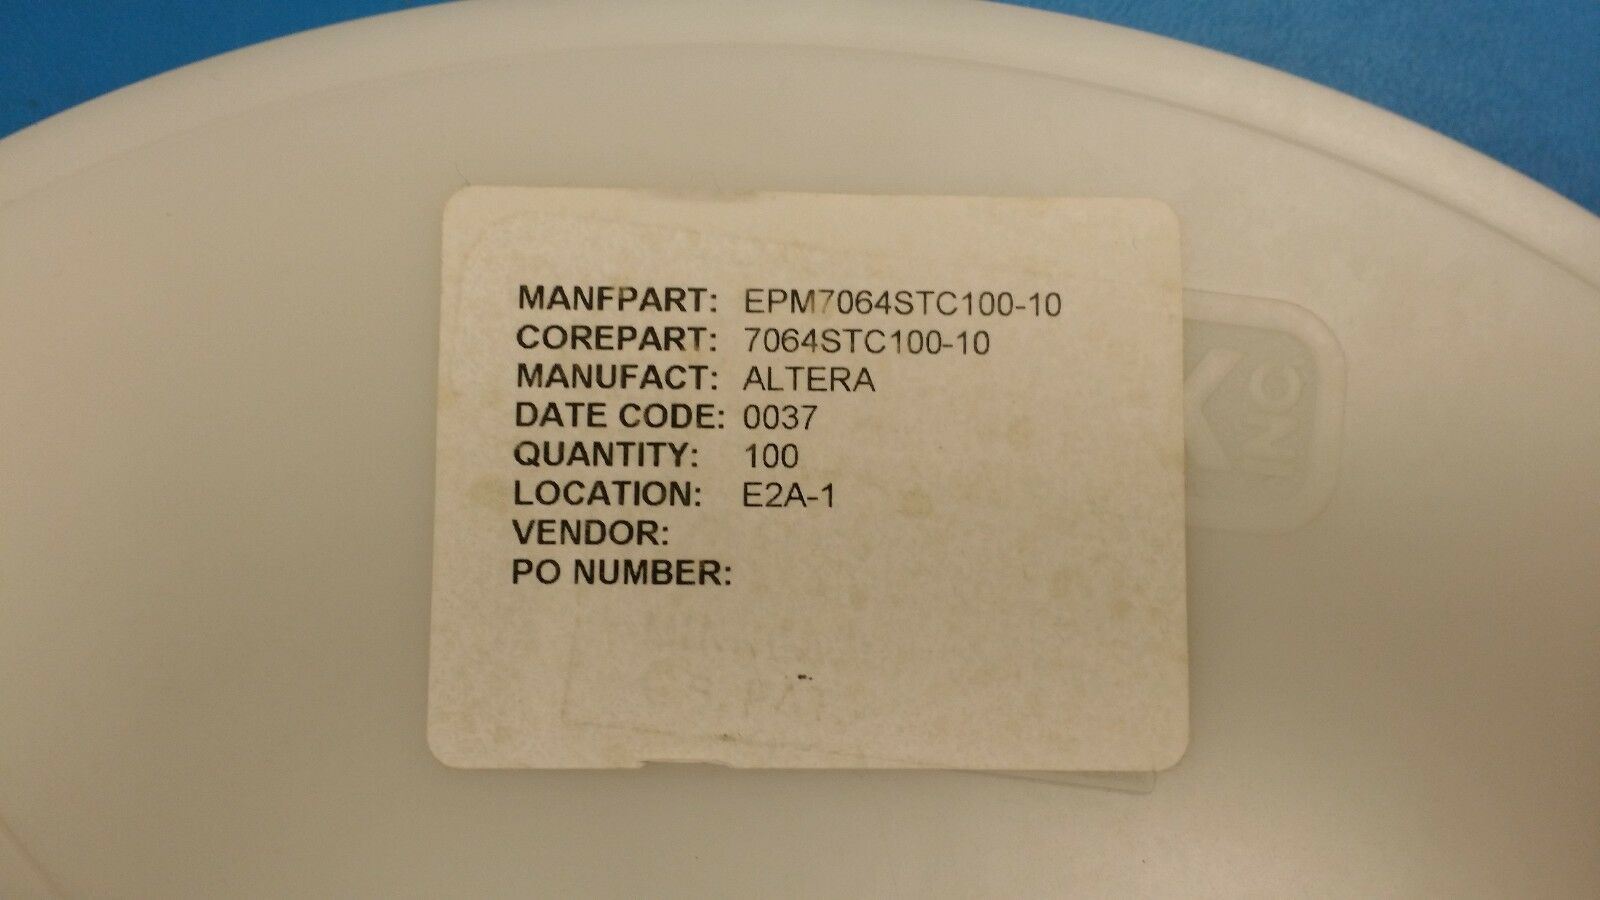 MANFPART: EPM7064STC100-10
COREPART: 7064STC100-10
MANUFACT: ALTERA
DATE CODE: 0037
QUANTITY: 100
LOCATION: E2A-1
VENDOR:
PO NUMBER: